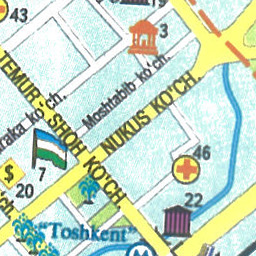 43
3
TEMUR - SHOH KO'CH.
Moshtabib ko'ch.
NUKUS KO'CH.
raka ko'ch.
46
7
$
20
22
"Toshkent"
M